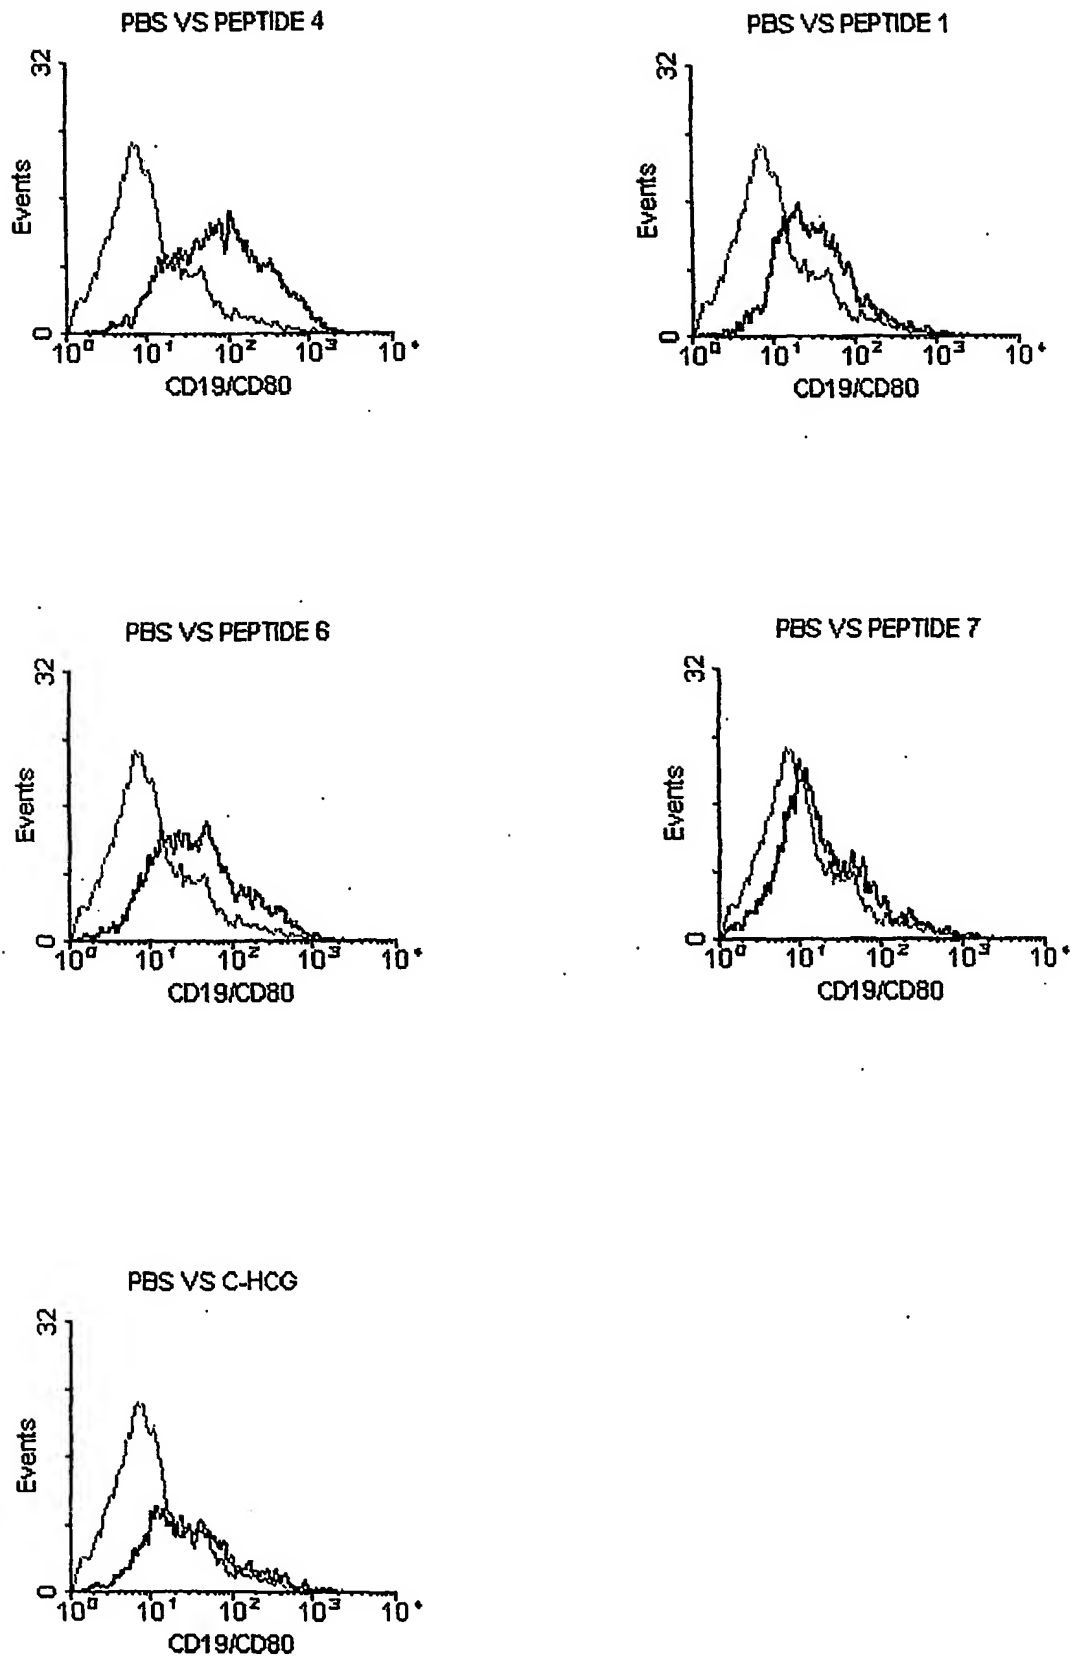 PBS VS PEPTIDE 4
32
Events
0
10⁰ 10¹ 10² 10³ 10⁴
CD19/CD80
PBS VS PEPTIDE 1
32
Events
0
10⁰ 10¹ 10² 10³ 10⁴
CD19/CD80
PBS VS PEPTIDE 6
32
Events
0
10⁰ 10¹ 10² 10³ 10⁴
CD19/CD80
PBS VS PEPTIDE 7
32
Events
0
10⁰ 10¹ 10² 10³ 10⁴
CD19/CD80
PBS VS C-HCG
32
Events
0
10⁰ 10¹ 10² 10³ 10⁴
CD19/CD80